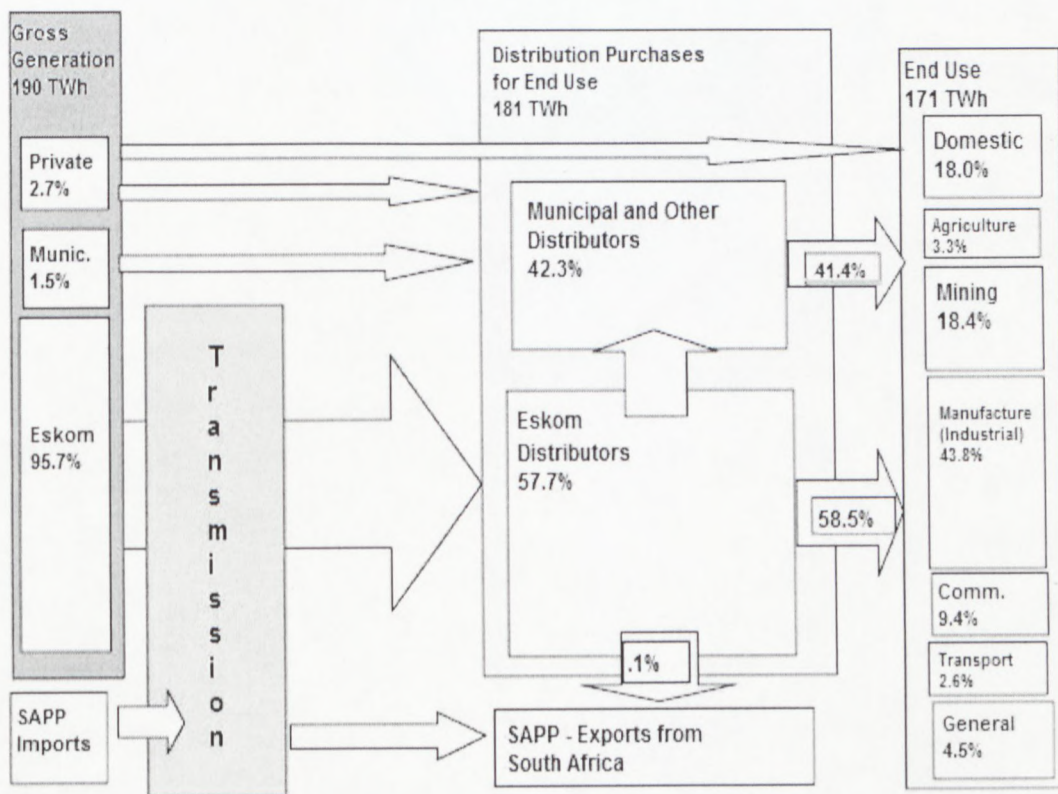 Gross
Generation
190 TWh
Private
2.7%
Munic.
1.5%
Eskom
95.7%
SAPP
Imports
Transmission
Distribution Purchases
for End Use
181 TWh
Municipal and Other
Distributors
42.3%
Eskom
Distributors
57.7%
.1%
SAPP - Exports from
South Africa
41.4%
58.5%
End Use
171 TWh
Domestic
18.0%
Agriculture
3.3%
Mining
18.4%
Manufacture
(Industrial)
43.8%
Comm.
9.4%
Transport
2.6%
General
4.5%